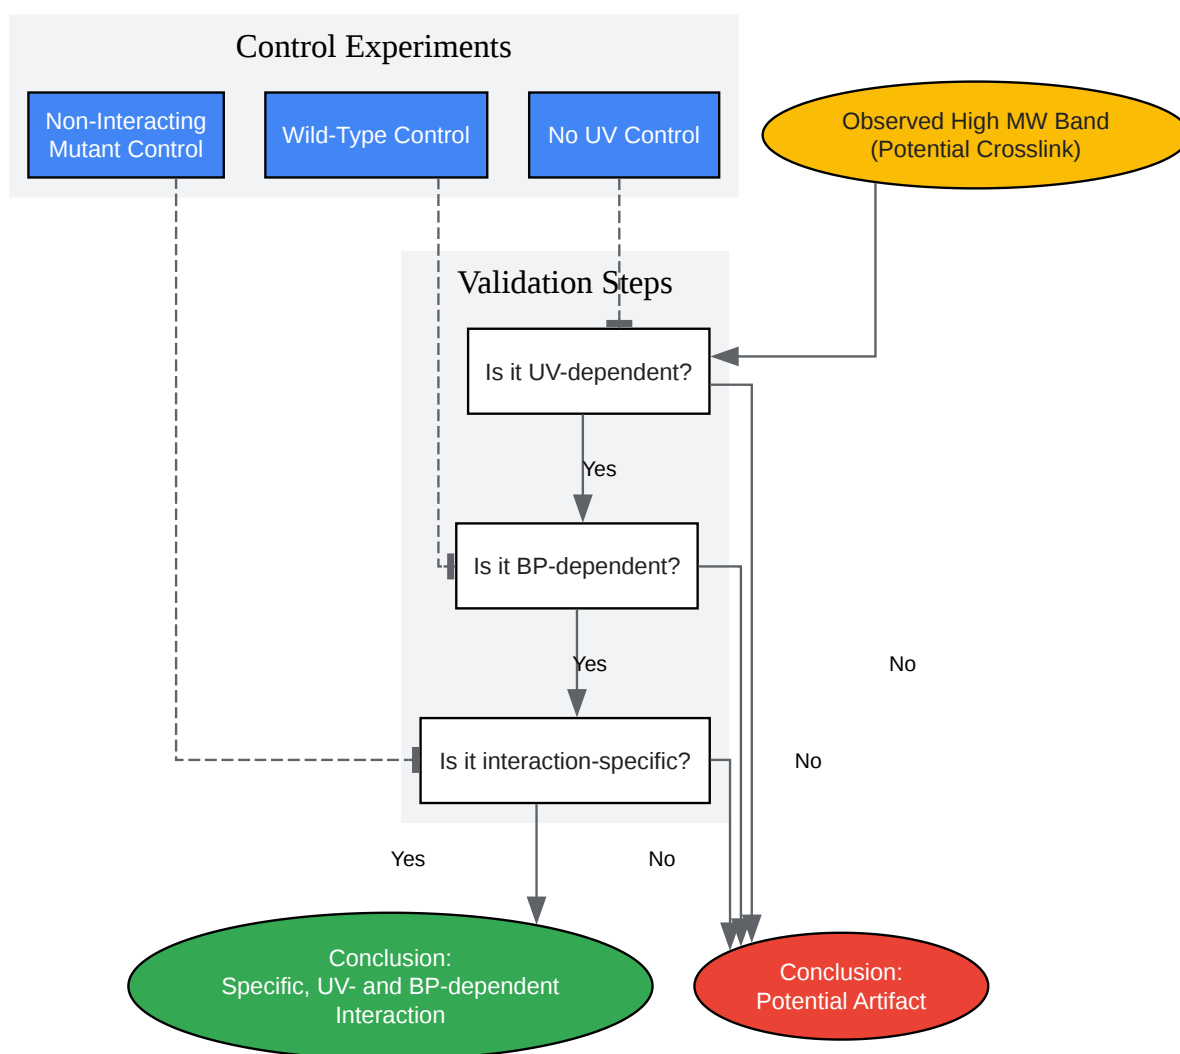 Control Experiments
Non-Interacting
Mutant Control
Wild-Type Control
No UV Control
Observed High MW Band
(Potential Crosslink)
Validation Steps
Is it UV-dependent?
Yes
Is it BP-dependent?
Yes
No
Is it interaction-specific?
No
Yes
No
Conclusion:
Specific, UV- and BP-dependent
Interaction
Conclusion:
Potential Artifact